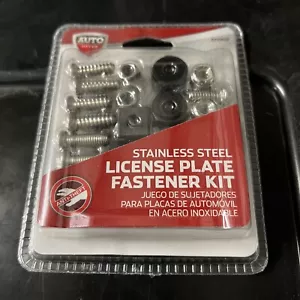 AUTO
STAINLESS STEEL
LICENSE PLATE
FASTENER KIT
JUEGO DE SUJETADORES
PARA PLACAS DE AUTOMÓVIL
EN ACERO INOXIDABLE